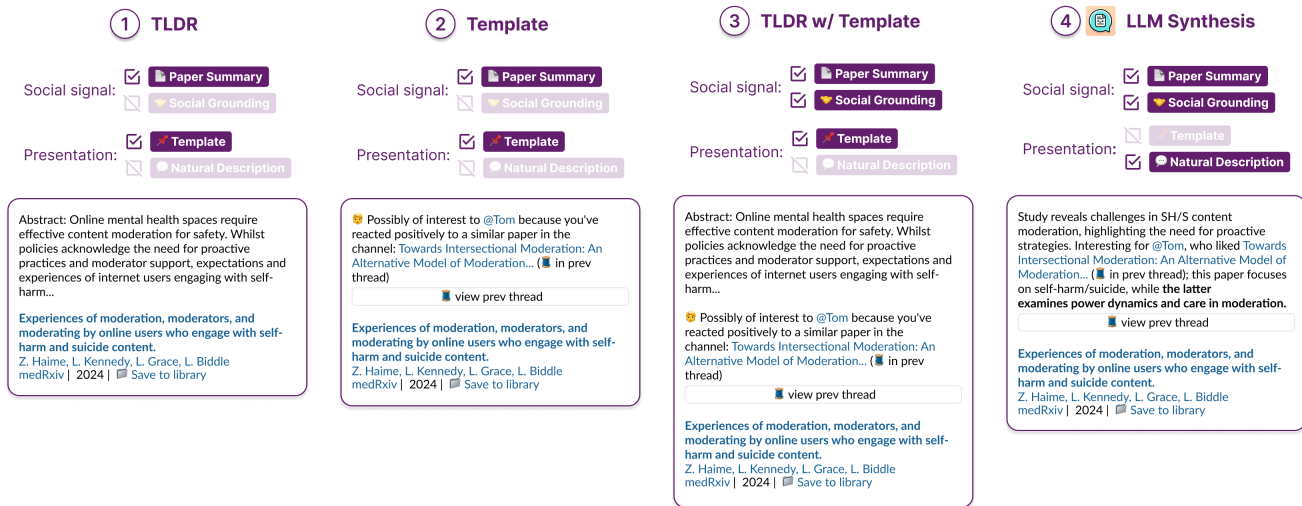 1 TLDR
Social signal:
📄 Paper Summary
🤝 Social Grounding
Presentation:
📌 Template
💬 Natural Description
Abstract: Online mental health spaces require
effective content moderation for safety. Whilst
policies acknowledge the need for proactive
practices and moderator support, expectations and
experiences of internet users engaging with self-
harm...
Experiences of moderation, moderators, and
moderating by online users who engage with self-
harm and suicide content.
Z. Haime, L. Kennedy, L. Grace, L. Biddle
medRxiv | 2024 | Save to library
2 Template
Social signal:
📄 Paper Summary
🤝 Social Grounding
Presentation:
📌 Template
💬 Natural Description
Possibly of interest to @Tom because you've
reacted positively to a similar paper in the
channel: Towards Intersectional Moderation: An
Alternative Model of Moderation... (🧵 in prev
thread)
🧵 view prev thread
Experiences of moderation, moderators, and
moderating by online users who engage with self-
harm and suicide content.
Z. Haime, L. Kennedy, L. Grace, L. Biddle
medRxiv | 2024 | Save to library
3 TLDR w/ Template
Social signal:
📄 Paper Summary
🤝 Social Grounding
Presentation:
📌 Template
💬 Natural Description
Abstract: Online mental health spaces require
effective content moderation for safety. Whilst
policies acknowledge the need for proactive
practices and moderator support, expectations and
experiences of internet users engaging with self-
harm...
Possibly of interest to @Tom because you've
reacted positively to a similar paper in the
channel: Towards Intersectional Moderation: An
Alternative Model of Moderation... (🧵 in prev
thread)
🧵 view prev thread
Experiences of moderation, moderators, and
moderating by online users who engage with self-
harm and suicide content.
Z. Haime, L. Kennedy, L. Grace, L. Biddle
medRxiv | 2024 | Save to library
4 LLM Synthesis
Social signal:
📄 Paper Summary
🤝 Social Grounding
Presentation:
📌 Template
💬 Natural Description
Study reveals challenges in SH/S content
moderation, highlighting the need for proactive
strategies. Interesting for @Tom, who liked Towards
Intersectional Moderation: An Alternative Model of
Moderation... (🧵 in prev thread); this paper focuses
on self-harm/suicide, while the latter
examines power dynamics and care in moderation.
🧵 view prev thread
Experiences of moderation, moderators, and
moderating by online users who engage with self-
harm and suicide content.
Z. Haime, L. Kennedy, L. Grace, L. Biddle
medRxiv | 2024 | Save to library